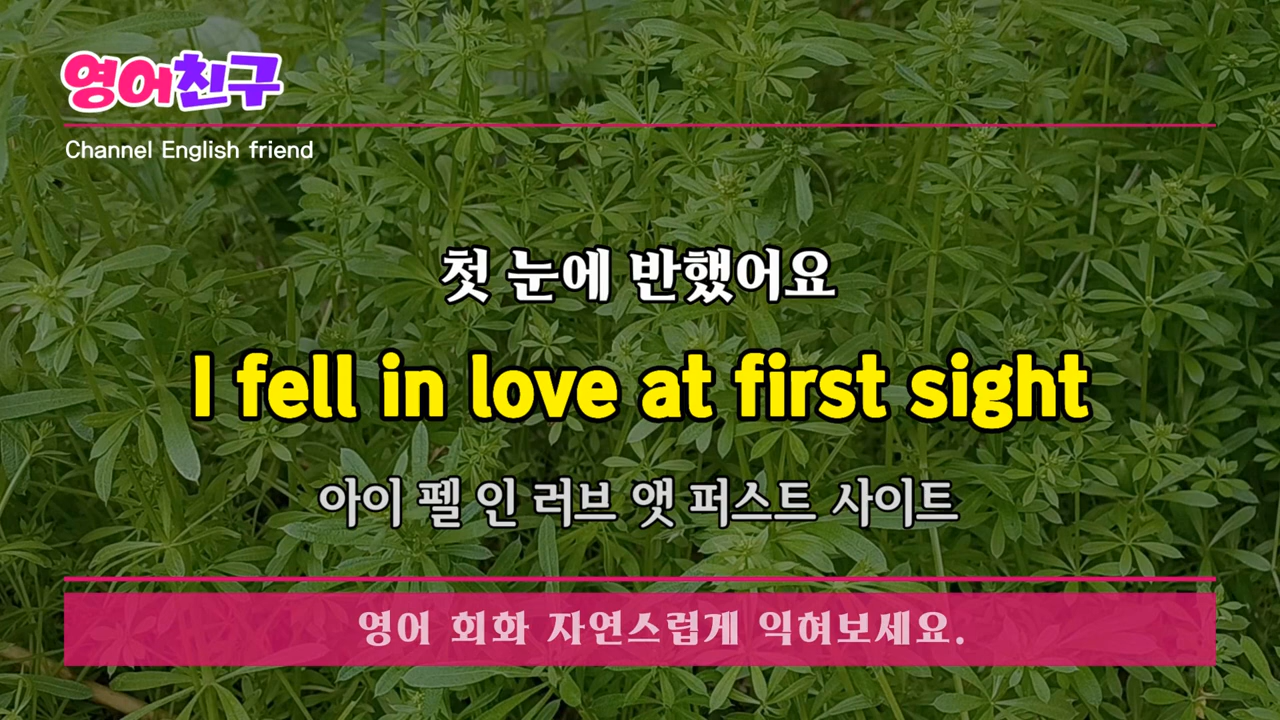 영어친구
Channel English friend
첫 눈에 반했어요
I fell in love at first sight
아이 펠 인 러브 앳 퍼스트 사이트
영어 회화 자연스럽게 익혀보세요.